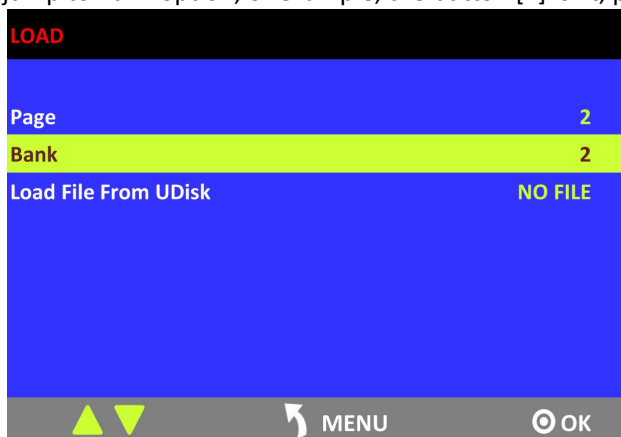 LOAD
Page 2
Bank 2
Load File From UDisk NO FILE
MENU OK